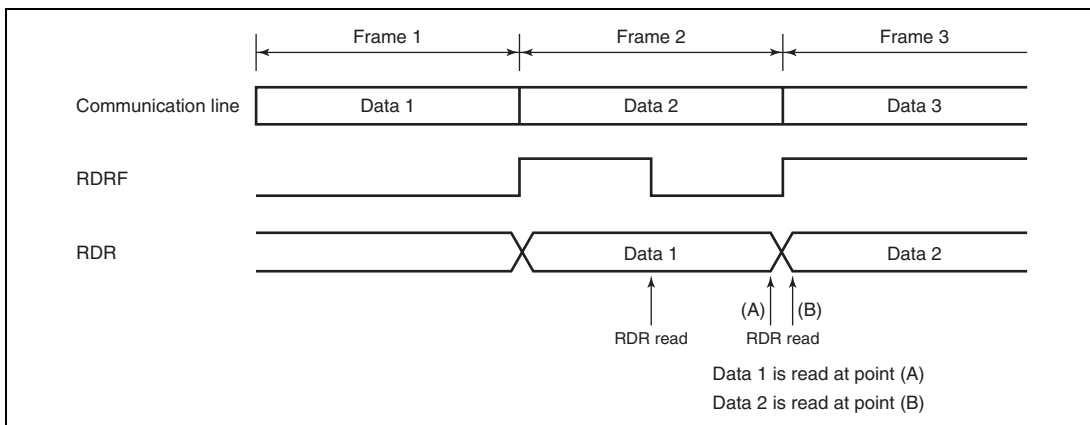 Frame 1 Frame 2 Frame 3
Communication line Data 1 Data 2 Data 3
RDRF
RDR Data 1 Data 2
(A) (B)
RDR read RDR read
Data 1 is read at point (A)
Data 2 is read at point (B)